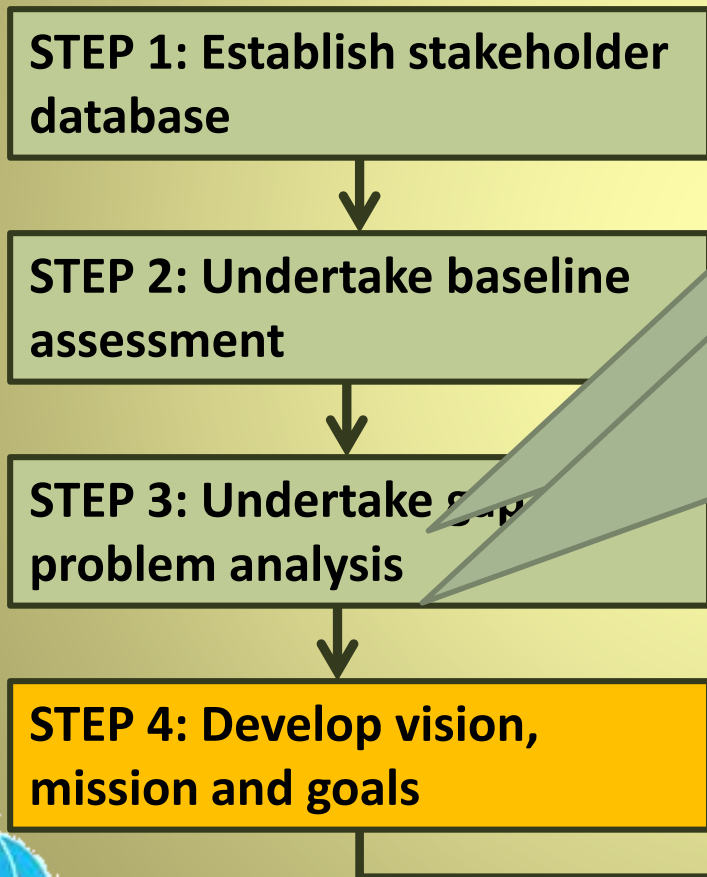 STEP 1: Establish stakeholder
database
STEP 2: Undertake baseline
assessment
STEP 3: Undertake gap
problem analysis
STEP 4: Develop vision,
mission and goals